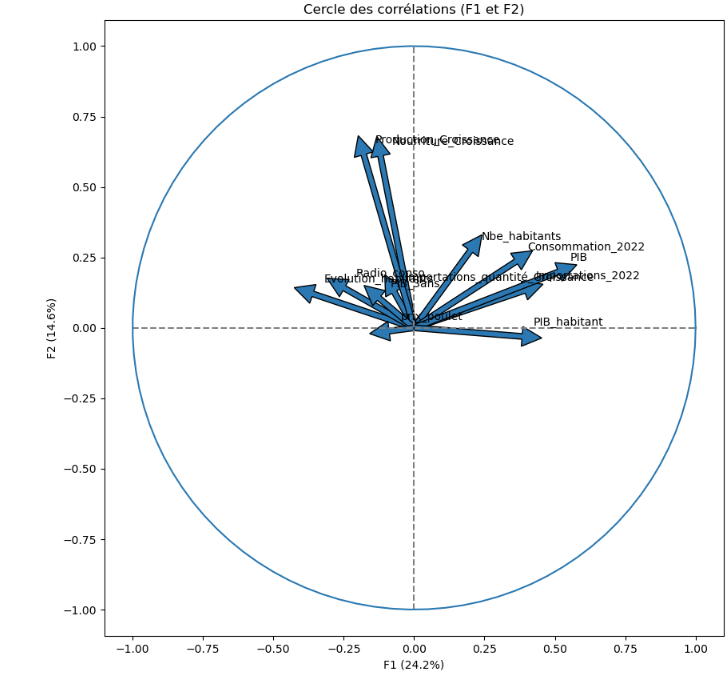 Cercle des corrélations (F1 et F2)
1.00
0.75
0.50
0.25
0.00
−0.25
−0.50
−0.75
−1.00
F2 (14.6%)
Production_Croissance
Nourriture_Croissance
Nbe_habitants
Consommation_2022
PIB
Radio_conso
Importations_2022
PIB_habitant
−1.00
−0.75
−0.50
−0.25
0.00
0.25
0.50
0.75
1.00
F1 (24.2%)